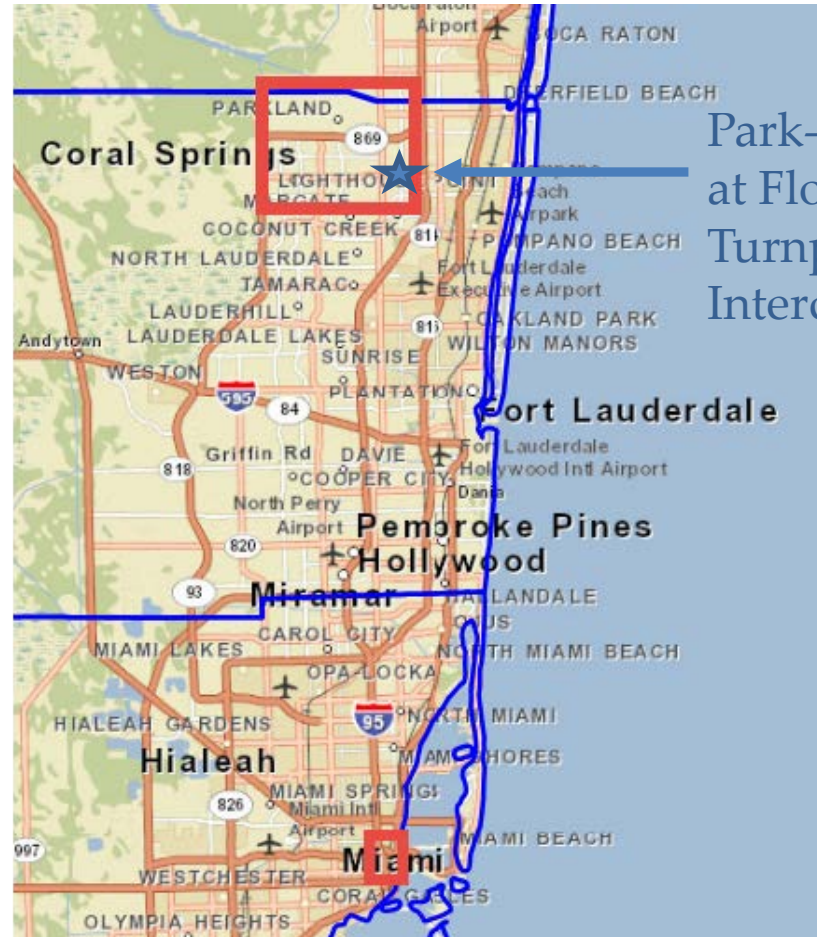 Airport
BOCA RATON
DEERFIELD BEACH
PARKLAND
869
Coral Springs
LIGHTHOUSE POINT
Park-
at Flo
Turnp
Interc
MARGATE
Beach
Airpark
COCONUT CREEK
814
POMPANO BEACH
NORTH LAUDERDALE
Fort Lauderdale
Executive Airport
TAMARAC
LAUDERHILL
816
OAKLAND PARK
Andytown
LAUDERDALE LAKES
WILTON MANORS
SUNRISE
WESTON
PLANTATION
595
84
Fort Lauderdale
818
Griffin Rd
DAVIE
Fort Lauderdale
Hollywood Intl Airport
COOPER CITY
Dania
North Perry
Airport
Pembroke Pines
820
Hollywood
93
Miramar
HALLANDALE
CAROL CITY
MIAMI LAKES
NORTH MIAMI BEACH
OPA-LOCKA
HIALEAH GARDENS
95
NORTH MIAMI
MIAMI SHORES
Hialeah
MIAMI SPRINGS
826
Miami Intl
Airport
MIAMI BEACH
997
Miami
WESTCHESTER
CORAL GABLES
OLYMPIA HEIGHTS